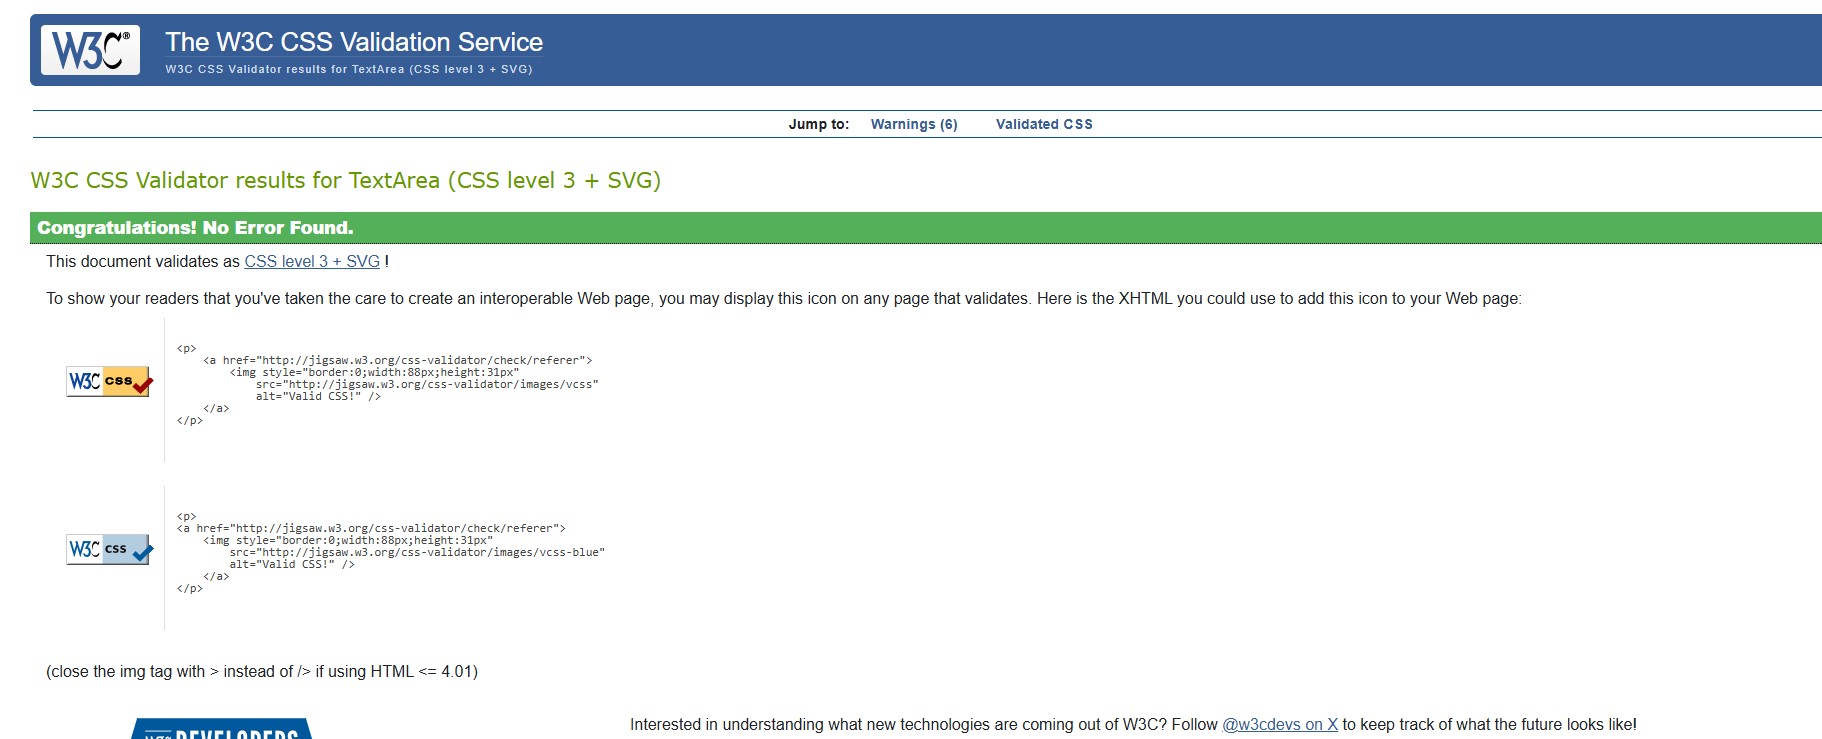 W3C®
The W3C CSS Validation Service
W3C CSS Validator results for TextArea (CSS level 3 + SVG)
Jump to: Warnings (6) Validated CSS
W3C CSS Validator results for TextArea (CSS level 3 + SVG)
Congratulations! No Error Found.
This document validates as CSS level 3 + SVG !
To show your readers that you've taken the care to create an interoperable Web page, you may display this icon on any page that validates. Here is the XHTML you could use to add this icon to your Web page:
W3C css
<p>
<a href="http://jigsaw.w3.org/css-validator/check/referer">
<img style="border:0;width:88px;height:31px"
src="http://jigsaw.w3.org/css-validator/images/vcss"
alt="Valid CSS!" />
</a>
</p>
W3C css
<p>
<a href="http://jigsaw.w3.org/css-validator/check/referer">
<img style="border:0;width:88px;height:31px"
src="http://jigsaw.w3.org/css-validator/images/vcss-blue"
alt="Valid CSS!" />
</a>
</p>
(close the img tag with > instead of /> if using HTML <= 4.01)
Interested in understanding what new technologies are coming out of W3C? Follow @w3cdevs on X to keep track of what the future looks like!
W3C DEVELOPERS